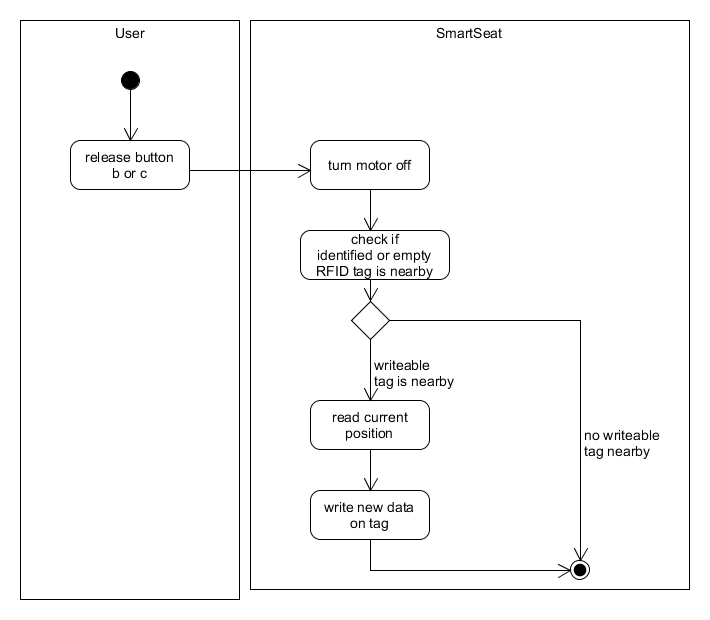 User
SmartSeat
release button
b or c
turn motor off
check if
identified or empty
RFID tag is nearby
writeable
tag is nearby
read current
position
no writeable
tag nearby
write new data
on tag